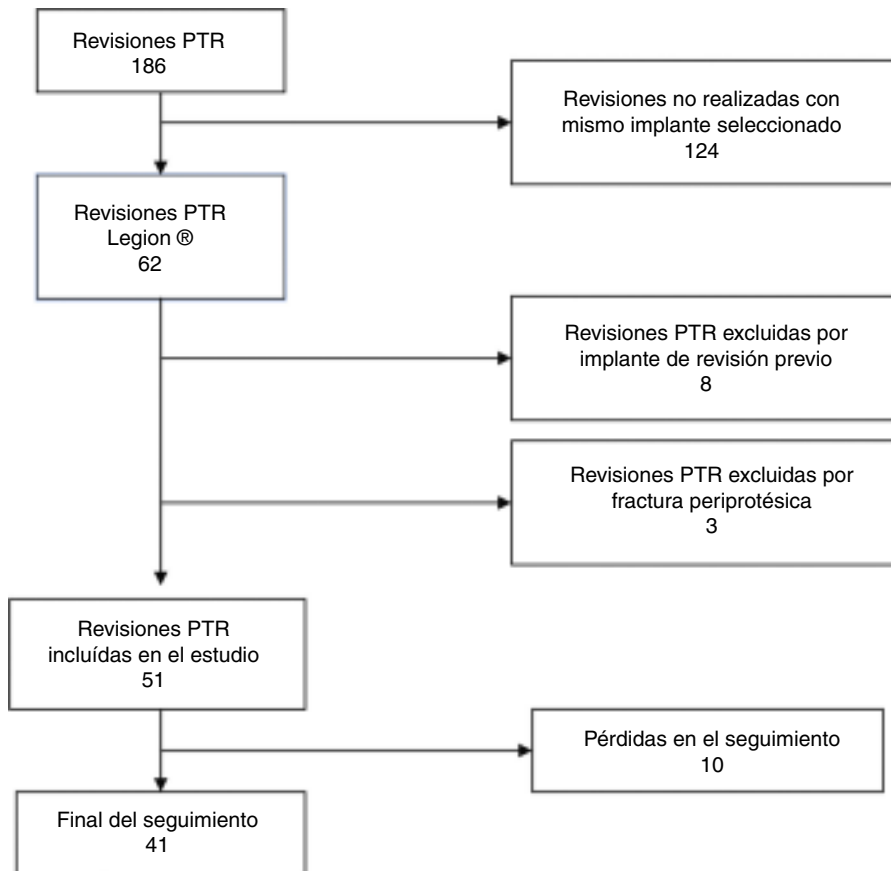 Revisiones PTR
186
Revisiones no realizadas con
mismo implante seleccionado
124
Revisiones PTR
Legion ®
62
Revisiones PTR excluidas por
implante de revisión previo
8
Revisiones PTR excluidas por
fractura periprotésica
3
Revisiones PTR
incluídas en el estudio
51
Pérdidas en el seguimiento
10
Final del seguimiento
41